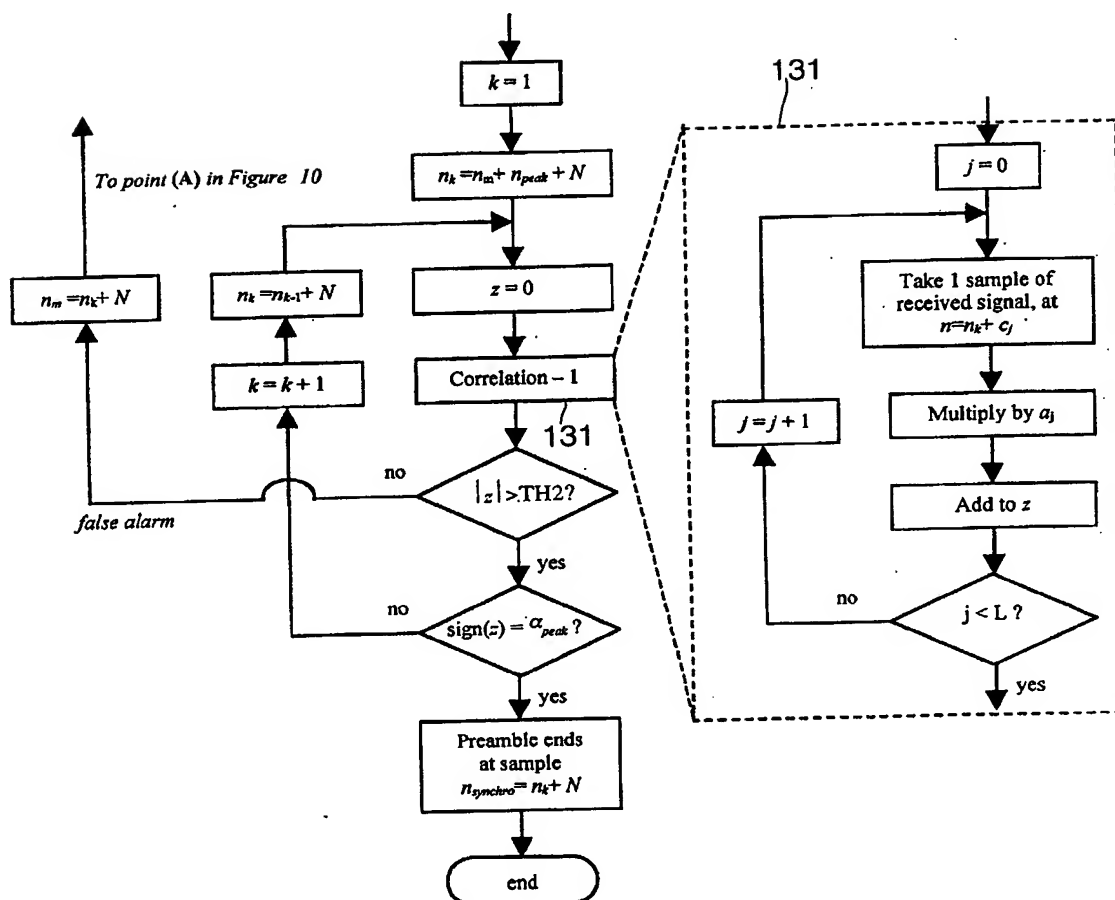 k = 1
n_k = n_m + n_peak + N
To point (A) in Figure 10
n_m = n_k + N
n_k = n_{k-1} + N
z = 0
k = k + 1
Correlation – 1
131
no
|z| > TH2?
false alarm
yes
no
sign(z) = α_peak ?
yes
Preamble ends
at sample
n_synchro = n_k + N
end
131
j = 0
Take 1 sample of
received signal, at
n = n_k + c_j
j = j + 1
Multiply by a_j
Add to z
no
j < L ?
yes